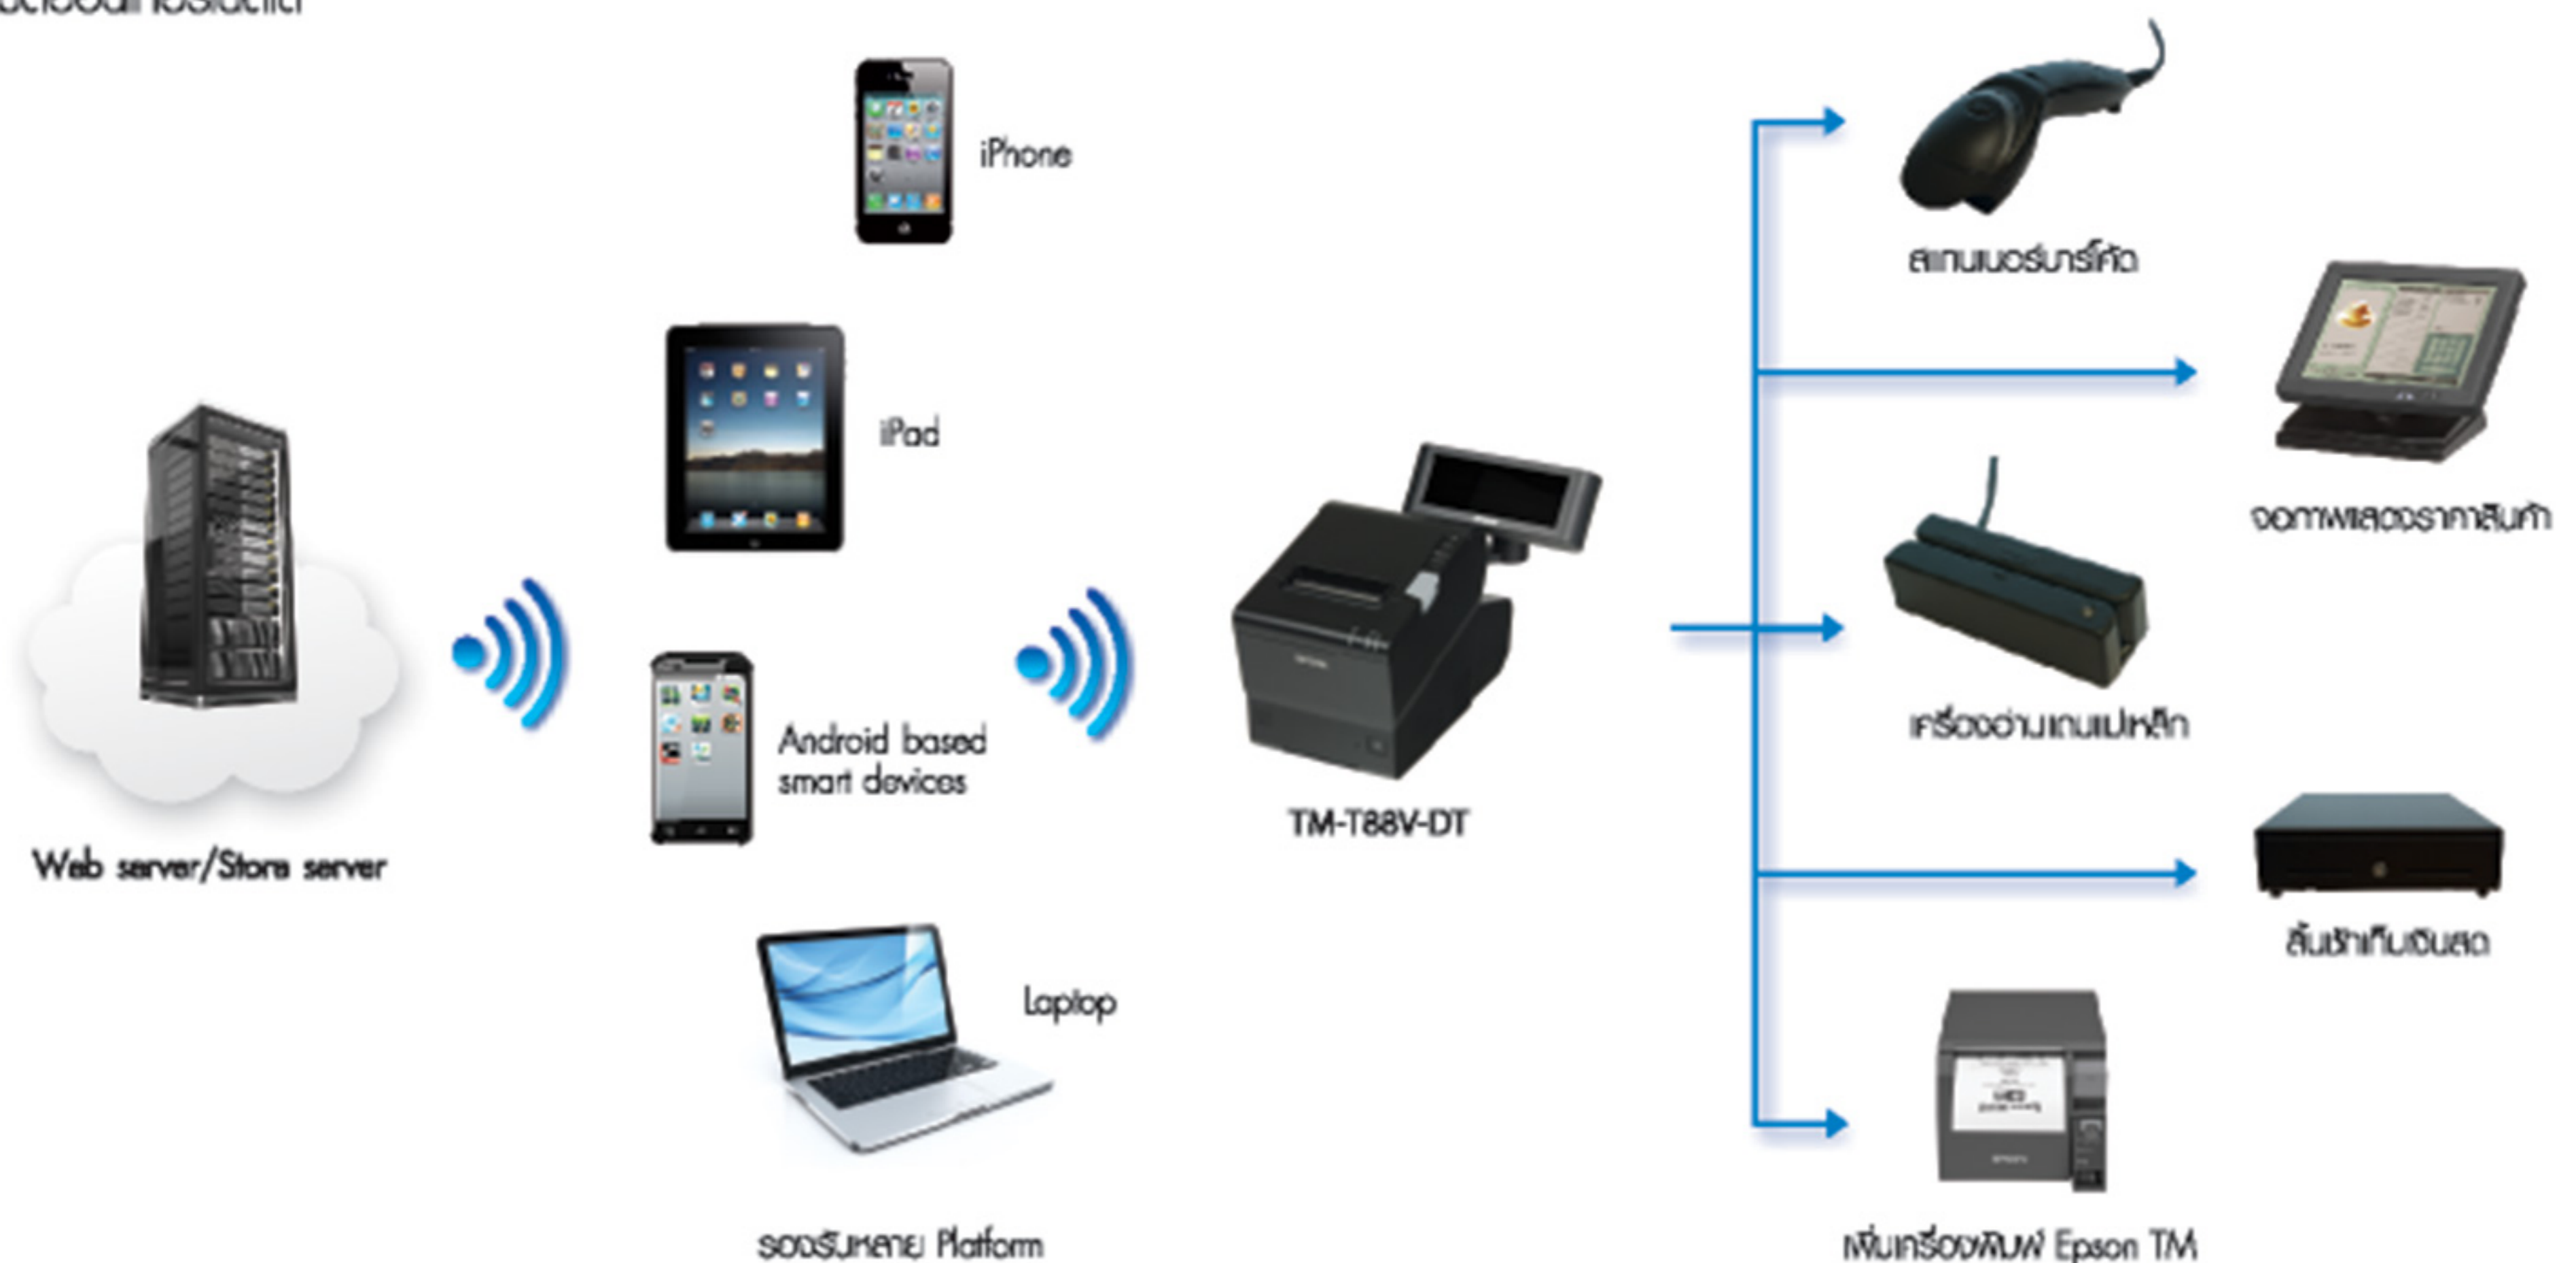 iPhone
สแกนเนอร์บาร์โค้ด
iPad
จอภาพแสดงราคาสินค้า
Android based
smart devices
เครื่องอ่านแถบแม่เหล็ก
TM-T88V-DT
Web server/Store server
ลิ้นชักเก็บเงินสด
Laptop
รองรับหลาย Platform
เพิ่มเครื่องพิมพ์ Epson TM